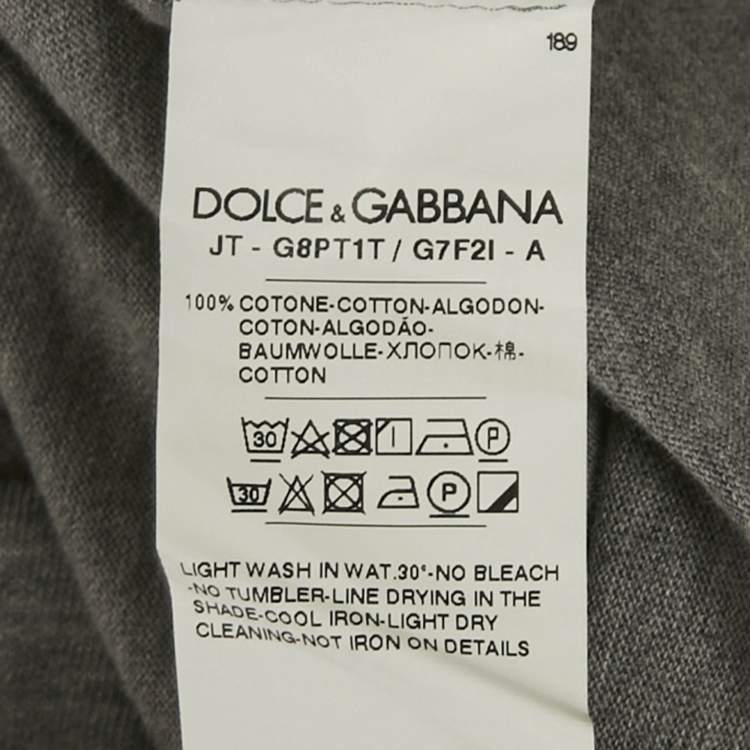 189
DOLCE & GABBANA
JT - G8PT1T / G7F2I - A
100% COTONE-COTTON-ALGODON-
COTON-ALGODÃO-
BAUMWOLLE-ХЛОПОК-棉-
COTTON
30 P
30 P
LIGHT WASH IN WAT.30°-NO BLEACH
-NO TUMBLER-LINE DRYING IN THE
SHADE-COOL IRON-LIGHT DRY
CLEANING-NOT IRON ON DETAILS